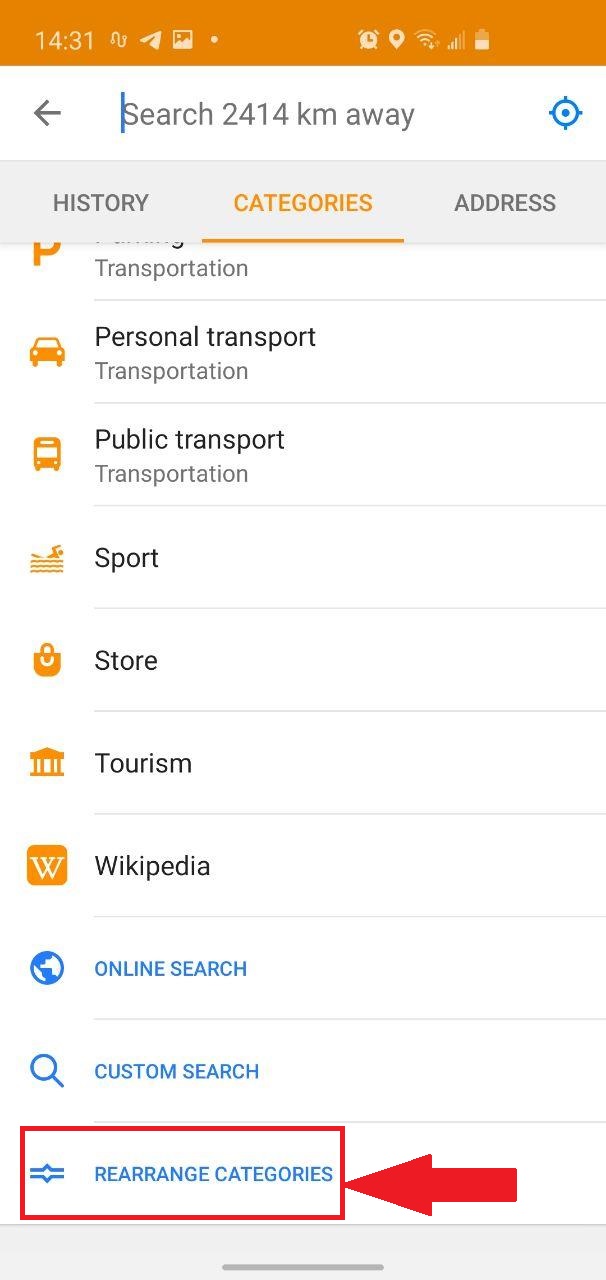 14:31
Search 2414 km away
HISTORY CATEGORIES ADDRESS
Transportation
Personal transport
Transportation
Public transport
Transportation
Sport
Store
Tourism
W Wikipedia
ONLINE SEARCH
CUSTOM SEARCH
REARRANGE CATEGORIES